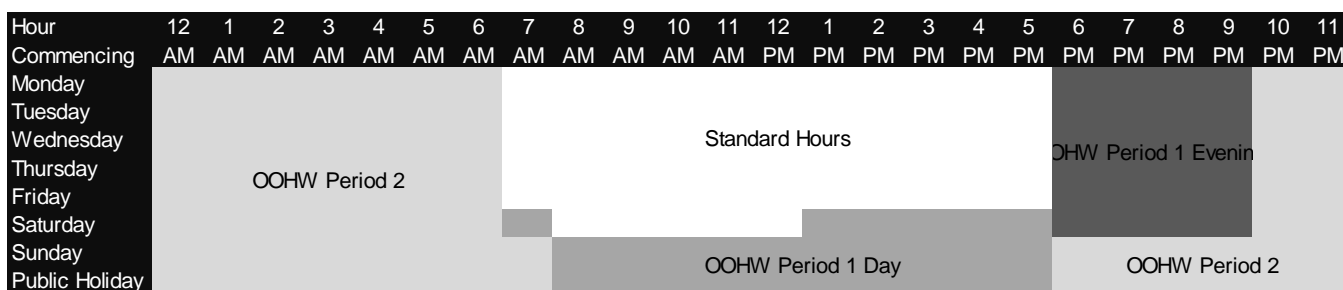 Hour 12 1 2 3 4 5 6 7 8 9 10 11 12 1 2 3 4 5 6 7 8 9 10 11
Commencing AM AM AM AM AM AM AM AM AM AM AM AM PM PM PM PM PM PM PM PM PM PM PM PM
Monday
Tuesday
Wednesday Standard Hours
OHW Period 1 Evenin
Thursday
OOHW Period 2
Friday
Saturday
Sunday
OOHW Period 1 Day OOHW Period 2
Public Holiday